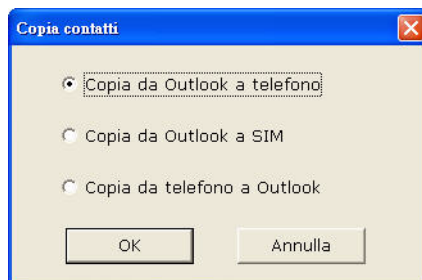 Copia contatti
Copia da Outlook a telefono
Copia da Outlook a SIM
Copia da telefono a Outlook
OK
Annulla